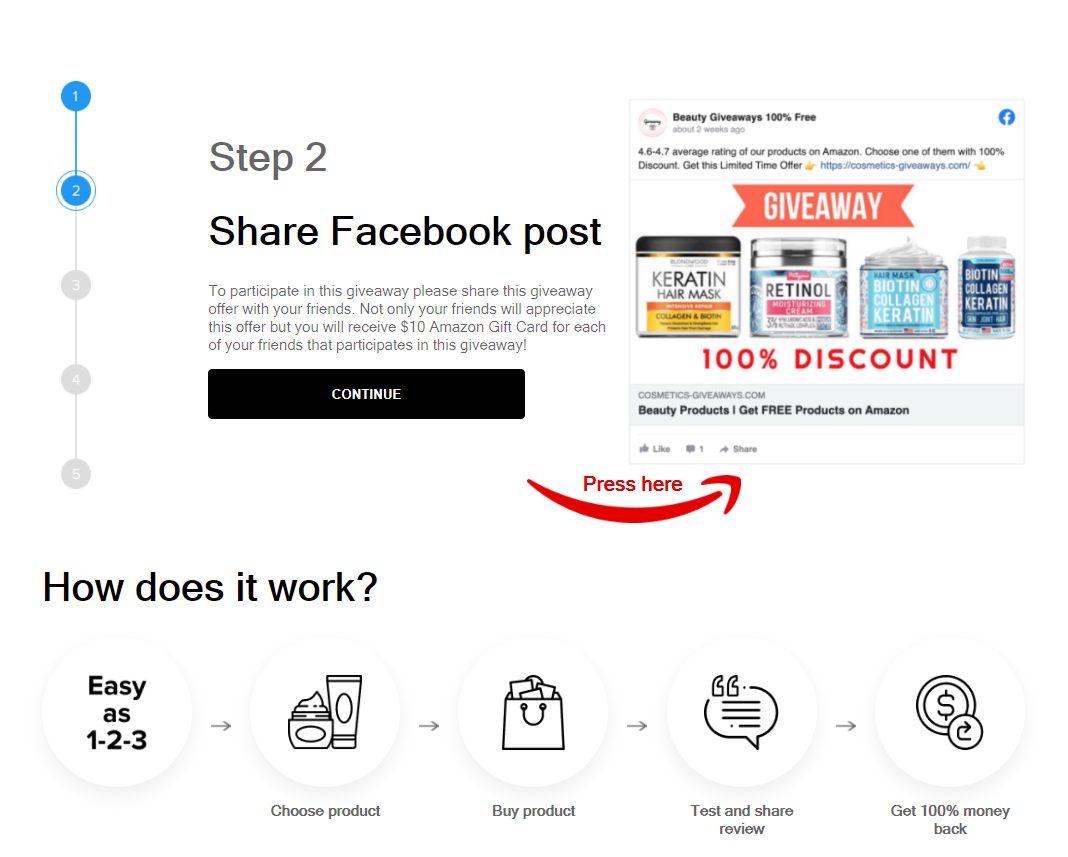 1
2
3
4
5
Step 2
Share Facebook post
To participate in this giveaway please share this giveaway
offer with your friends. Not only your friends will appreciate
this offer but you will receive $10 Amazon Gift Card for each
of your friends that participates in this giveaway!
CONTINUE
Beauty Giveaways 100% Free
about 2 weeks ago
4.6-4.7 average rating of our products on Amazon. Choose one of them with 100%
Discount. Get this Limited Time Offer 👉 https://cosmetics-giveaways.com/ 👈
GIVEAWAY
KERATIN
HAIR MASK
INTENSIVE REPAIR
COLLAGEN & BIOTIN
RETINOL
MOISTURIZING
CREAM
HAIR MASK
BIOTIN
COLLAGEN
KERATIN
BIOTIN
COLLAGEN
KERATIN
SKIN JOINT HAIR
100% DISCOUNT
COSMETICS-GIVEAWAYS.COM
Beauty Products | Get FREE Products on Amazon
Like 1 Share
Press here
How does it work?
Easy
as
1-2-3
Choose product
Buy product
Test and share
review
Get 100% money
back